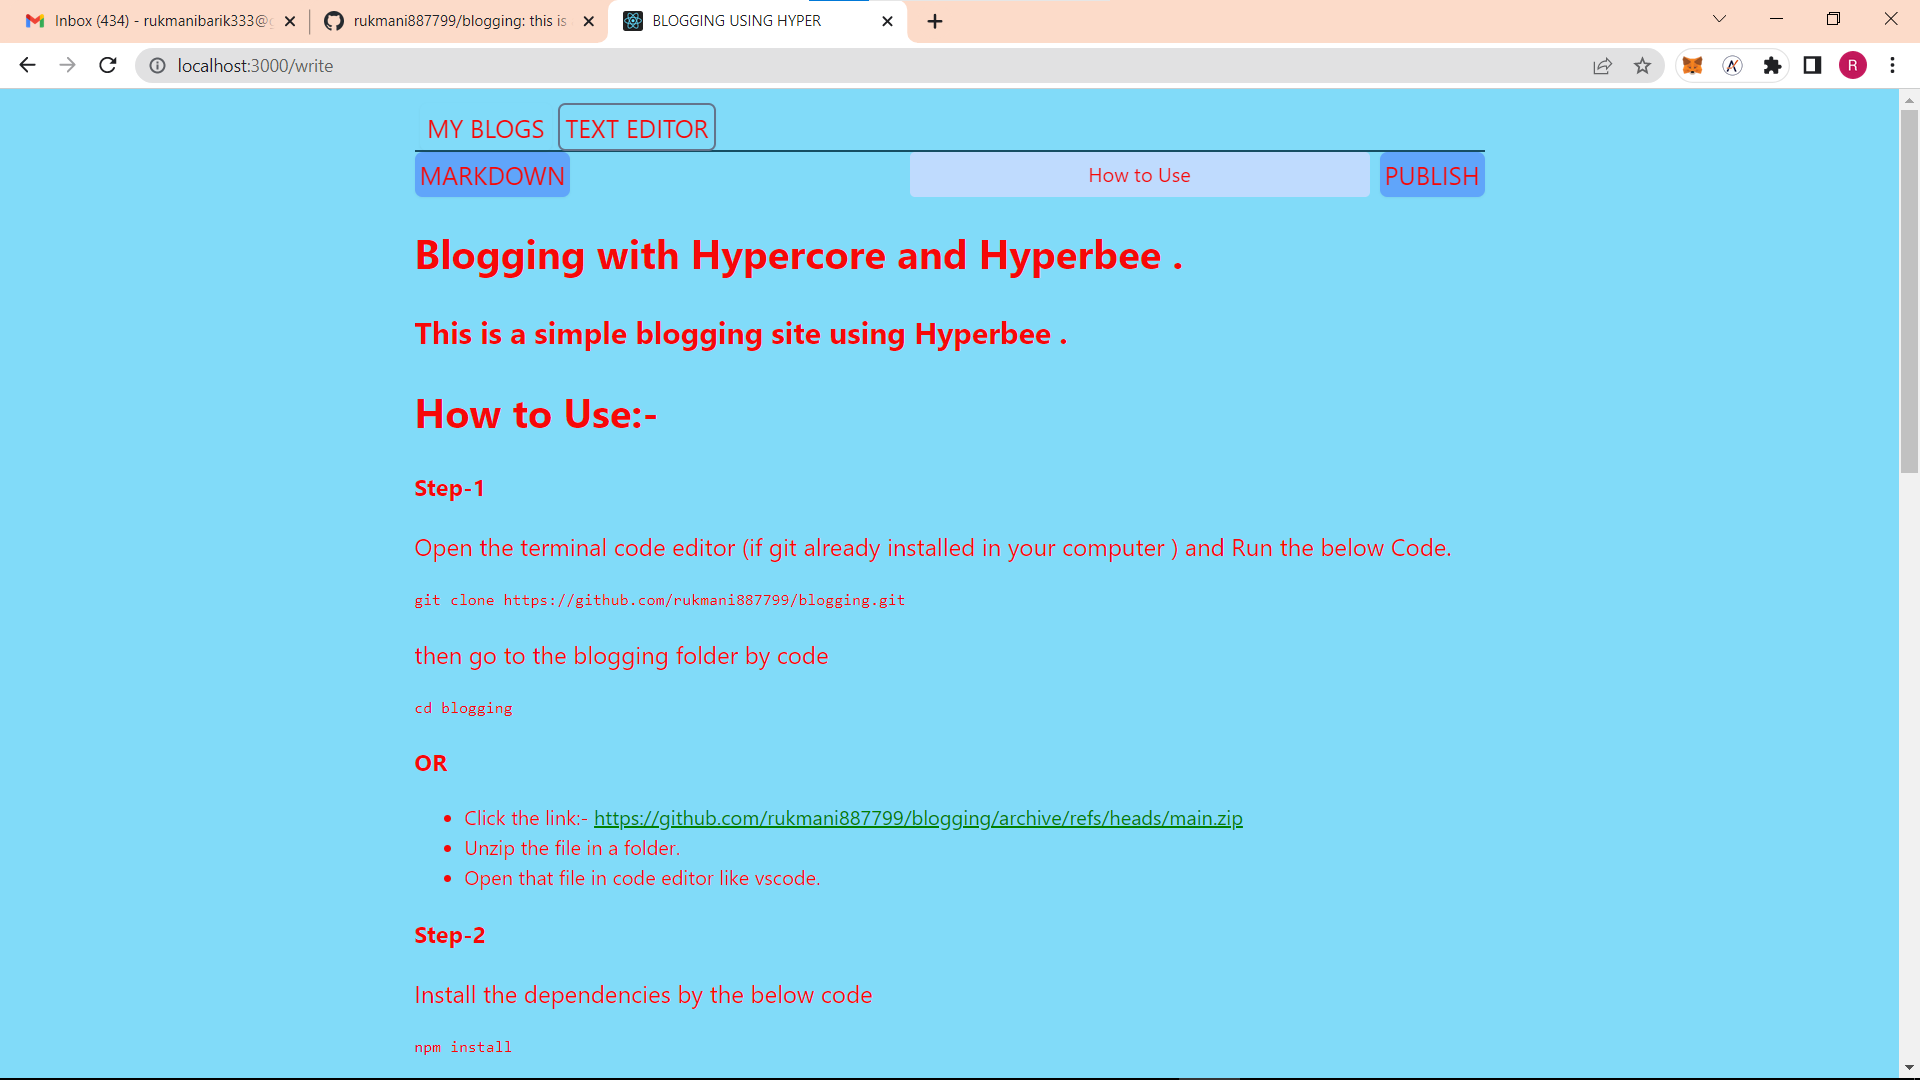 Inbox (434) - rukmanibarik333@
rukmani887799/blogging: this is
BLOGGING USING HYPER
localhost:3000/write
R
MY BLOGS TEXT EDITOR
MARKDOWN How to Use PUBLISH
Blogging with Hypercore and Hyperbee .
This is a simple blogging site using Hyperbee .
How to Use:-
Step-1
Open the terminal code editor (if git already installed in your computer ) and Run the below Code.
git clone https://github.com/rukmani887799/blogging.git
then go to the blogging folder by code
cd blogging
OR
• Click the link:- https://github.com/rukmani887799/blogging/archive/refs/heads/main.zip
• Unzip the file in a folder.
• Open that file in code editor like vscode.
Step-2
Install the dependencies by the below code
npm install